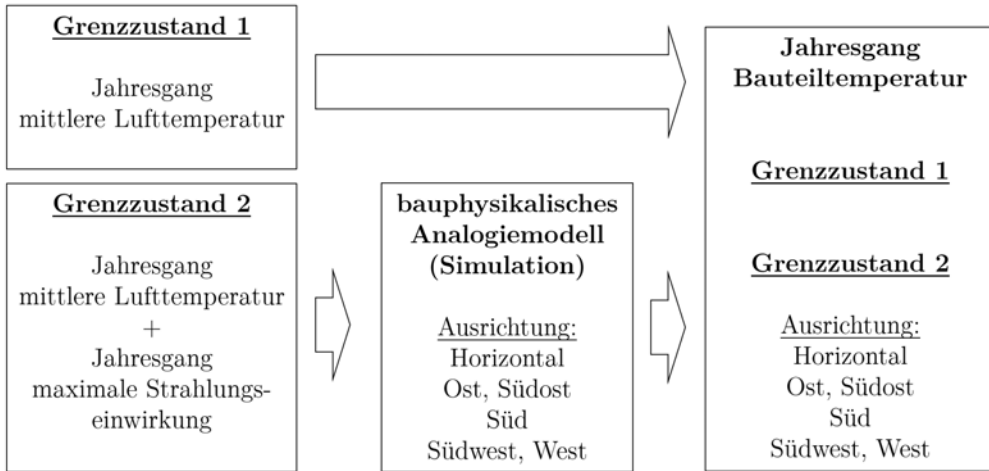 Grenzzustand 1
Jahresgang
mittlere Lufttemperatur
Grenzzustand 2
Jahresgang
mittlere Lufttemperatur
+
Jahresgang
maximale Strahlungs-
einwirkung
bauphysikalisches
Analogiemodell
(Simulation)
Ausrichtung:
Horizontal
Ost, Südost
Süd
Südwest, West
Jahresgang
Bauteiltemperatur
Grenzzustand 1
Grenzzustand 2
Ausrichtung:
Horizontal
Ost, Südost
Süd
Südwest, West